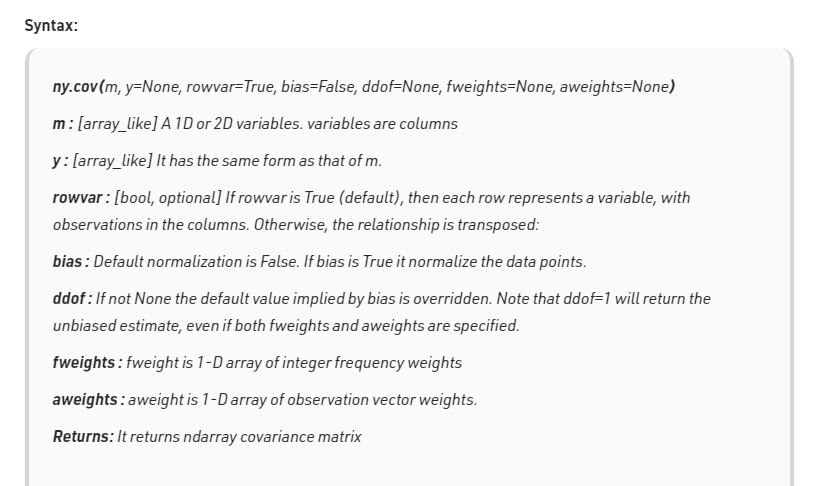 Syntax:
ny.cov(m, y=None, rowvar=True, bias=False, ddof=None, fweights=None, aweights=None)
m : [array_like] A 1D or 2D variables. variables are columns
y : [array_like] It has the same form as that of m.
rowvar : [bool, optional] If rowvar is True (default), then each row represents a variable, with
observations in the columns. Otherwise, the relationship is transposed:
bias : Default normalization is False. If bias is True it normalize the data points.
ddof : If not None the default value implied by bias is overridden. Note that ddof=1 will return the
unbiased estimate, even if both fweights and aweights are specified.
fweights : fweight is 1-D array of integer frequency weights
aweights : aweight is 1-D array of observation vector weights.
Returns: It returns ndarray covariance matrix